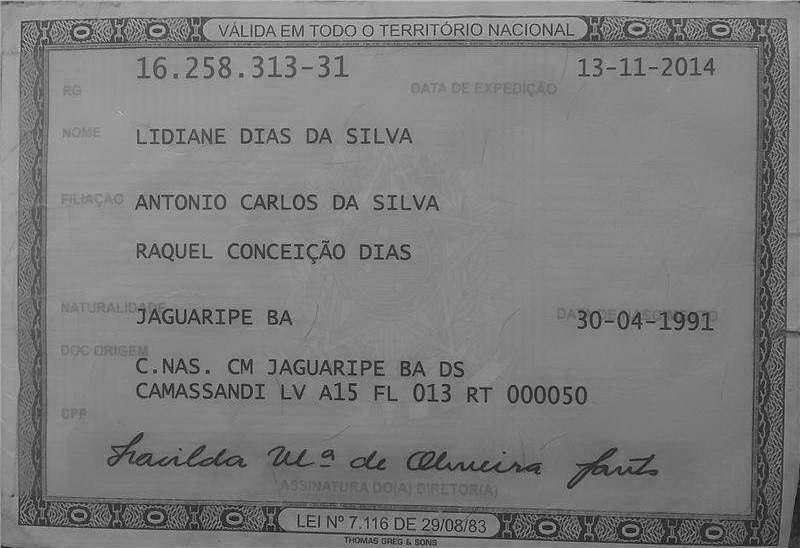 VÁLIDA EM TODO O TERRITÓRIO NACIONAL
RG 16.258.313-31 DATA DE EXPEDIÇÃO 13-11-2014
NOME LIDIANE DIAS DA SILVA
FILIAÇÃO ANTONIO CARLOS DA SILVA
RAQUEL CONCEIÇÃO DIAS
NATURALIDADE JAGUARIPE BA DATA DE NASCIMENTO 30-04-1991
DOC ORIGEM C.NAS. CM JAGUARIPE BA DS
CAMASSANDI LV A15 FL 013 RT 000050
CPF
Mª de Oliveira
ASSINATURA DO(A) DIRETOR(A)
LEI Nº 7.116 DE 29/08/83
THOMAS GREG & SONS